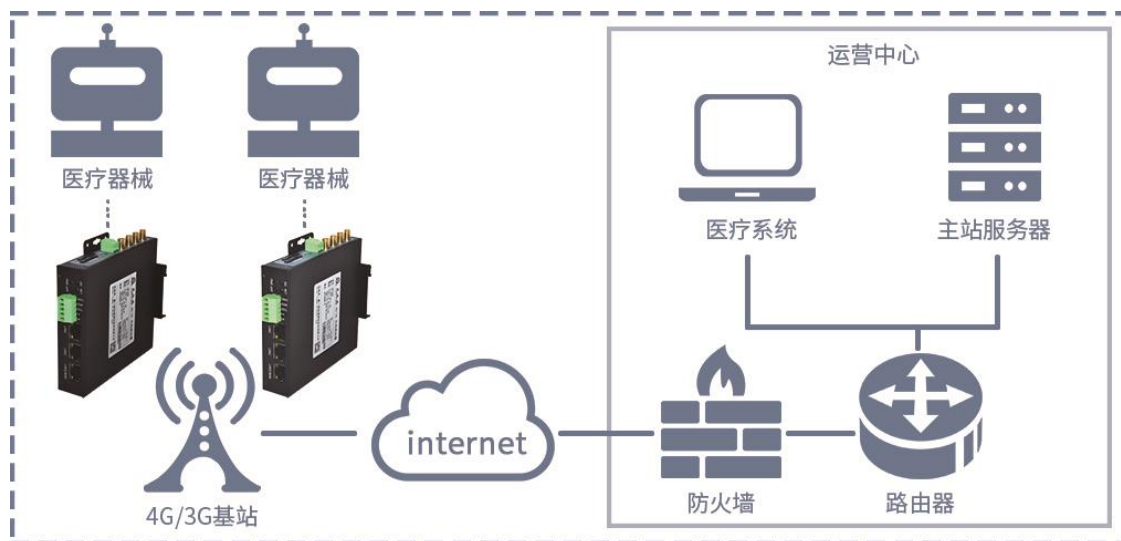 运营中心
医疗器械
医疗器械
医疗系统
主站服务器
internet
防火墙
路由器
4G/3G基站